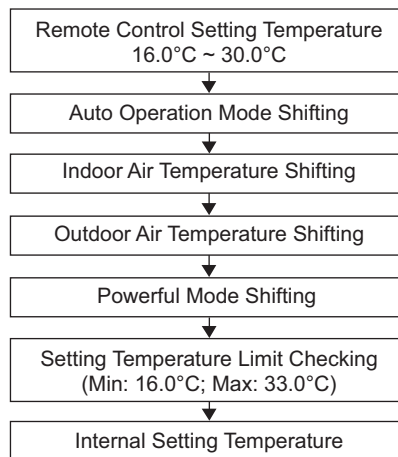 Remote Control Setting Temperature
16.0°C ~ 30.0°C
Auto Operation Mode Shifting
Indoor Air Temperature Shifting
Outdoor Air Temperature Shifting
Powerful Mode Shifting
Setting Temperature Limit Checking
(Min: 16.0°C; Max: 33.0°C)
Internal Setting Temperature